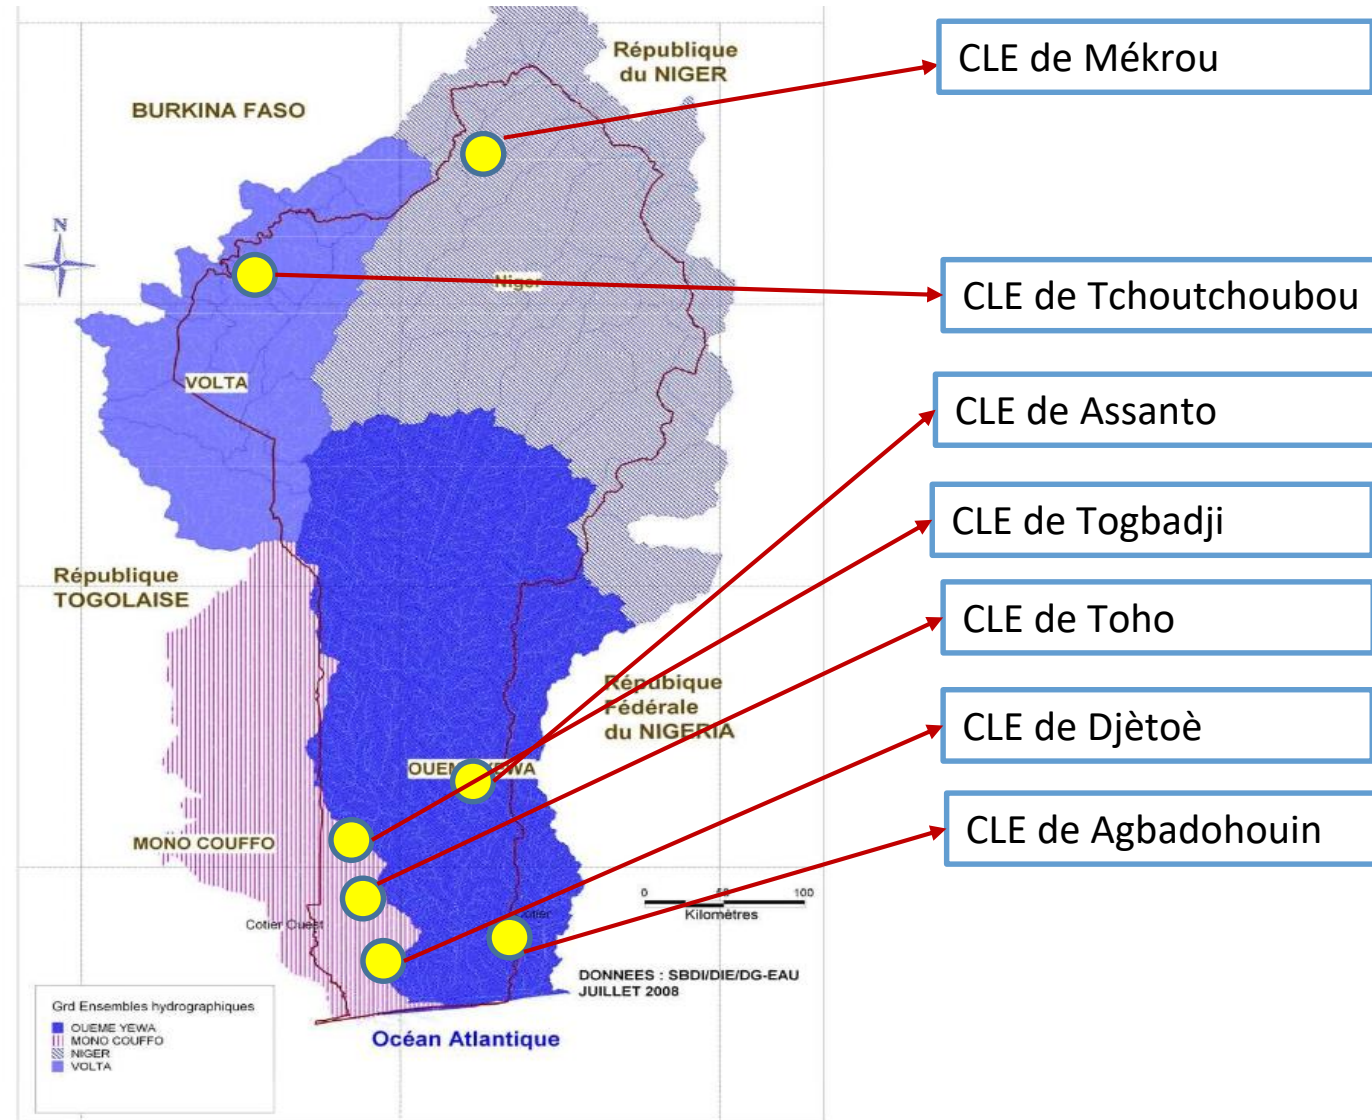 République
du NIGER
BURKINA FASO
N
Niger
VOLTA
République
TOGOLAISE
Répubique
Fédérale
du NIGERIA
OUEME YEWA
MONO COUFFO
Cotier Ouest
0 50 100
Kilomètres
DONNEES : SBDI/DIE/DG-EAU
JUILLET 2008
Océan Atlantique
Grd Ensembles hydrographiques
OUEME YEWA
MONO COUFFO
NIGER
VOLTA
CLE de Mékrou
CLE de Tchoutchoubou
CLE de Assanto
CLE de Togbadji
CLE de Toho
CLE de Djètoè
CLE de Agbadohouin